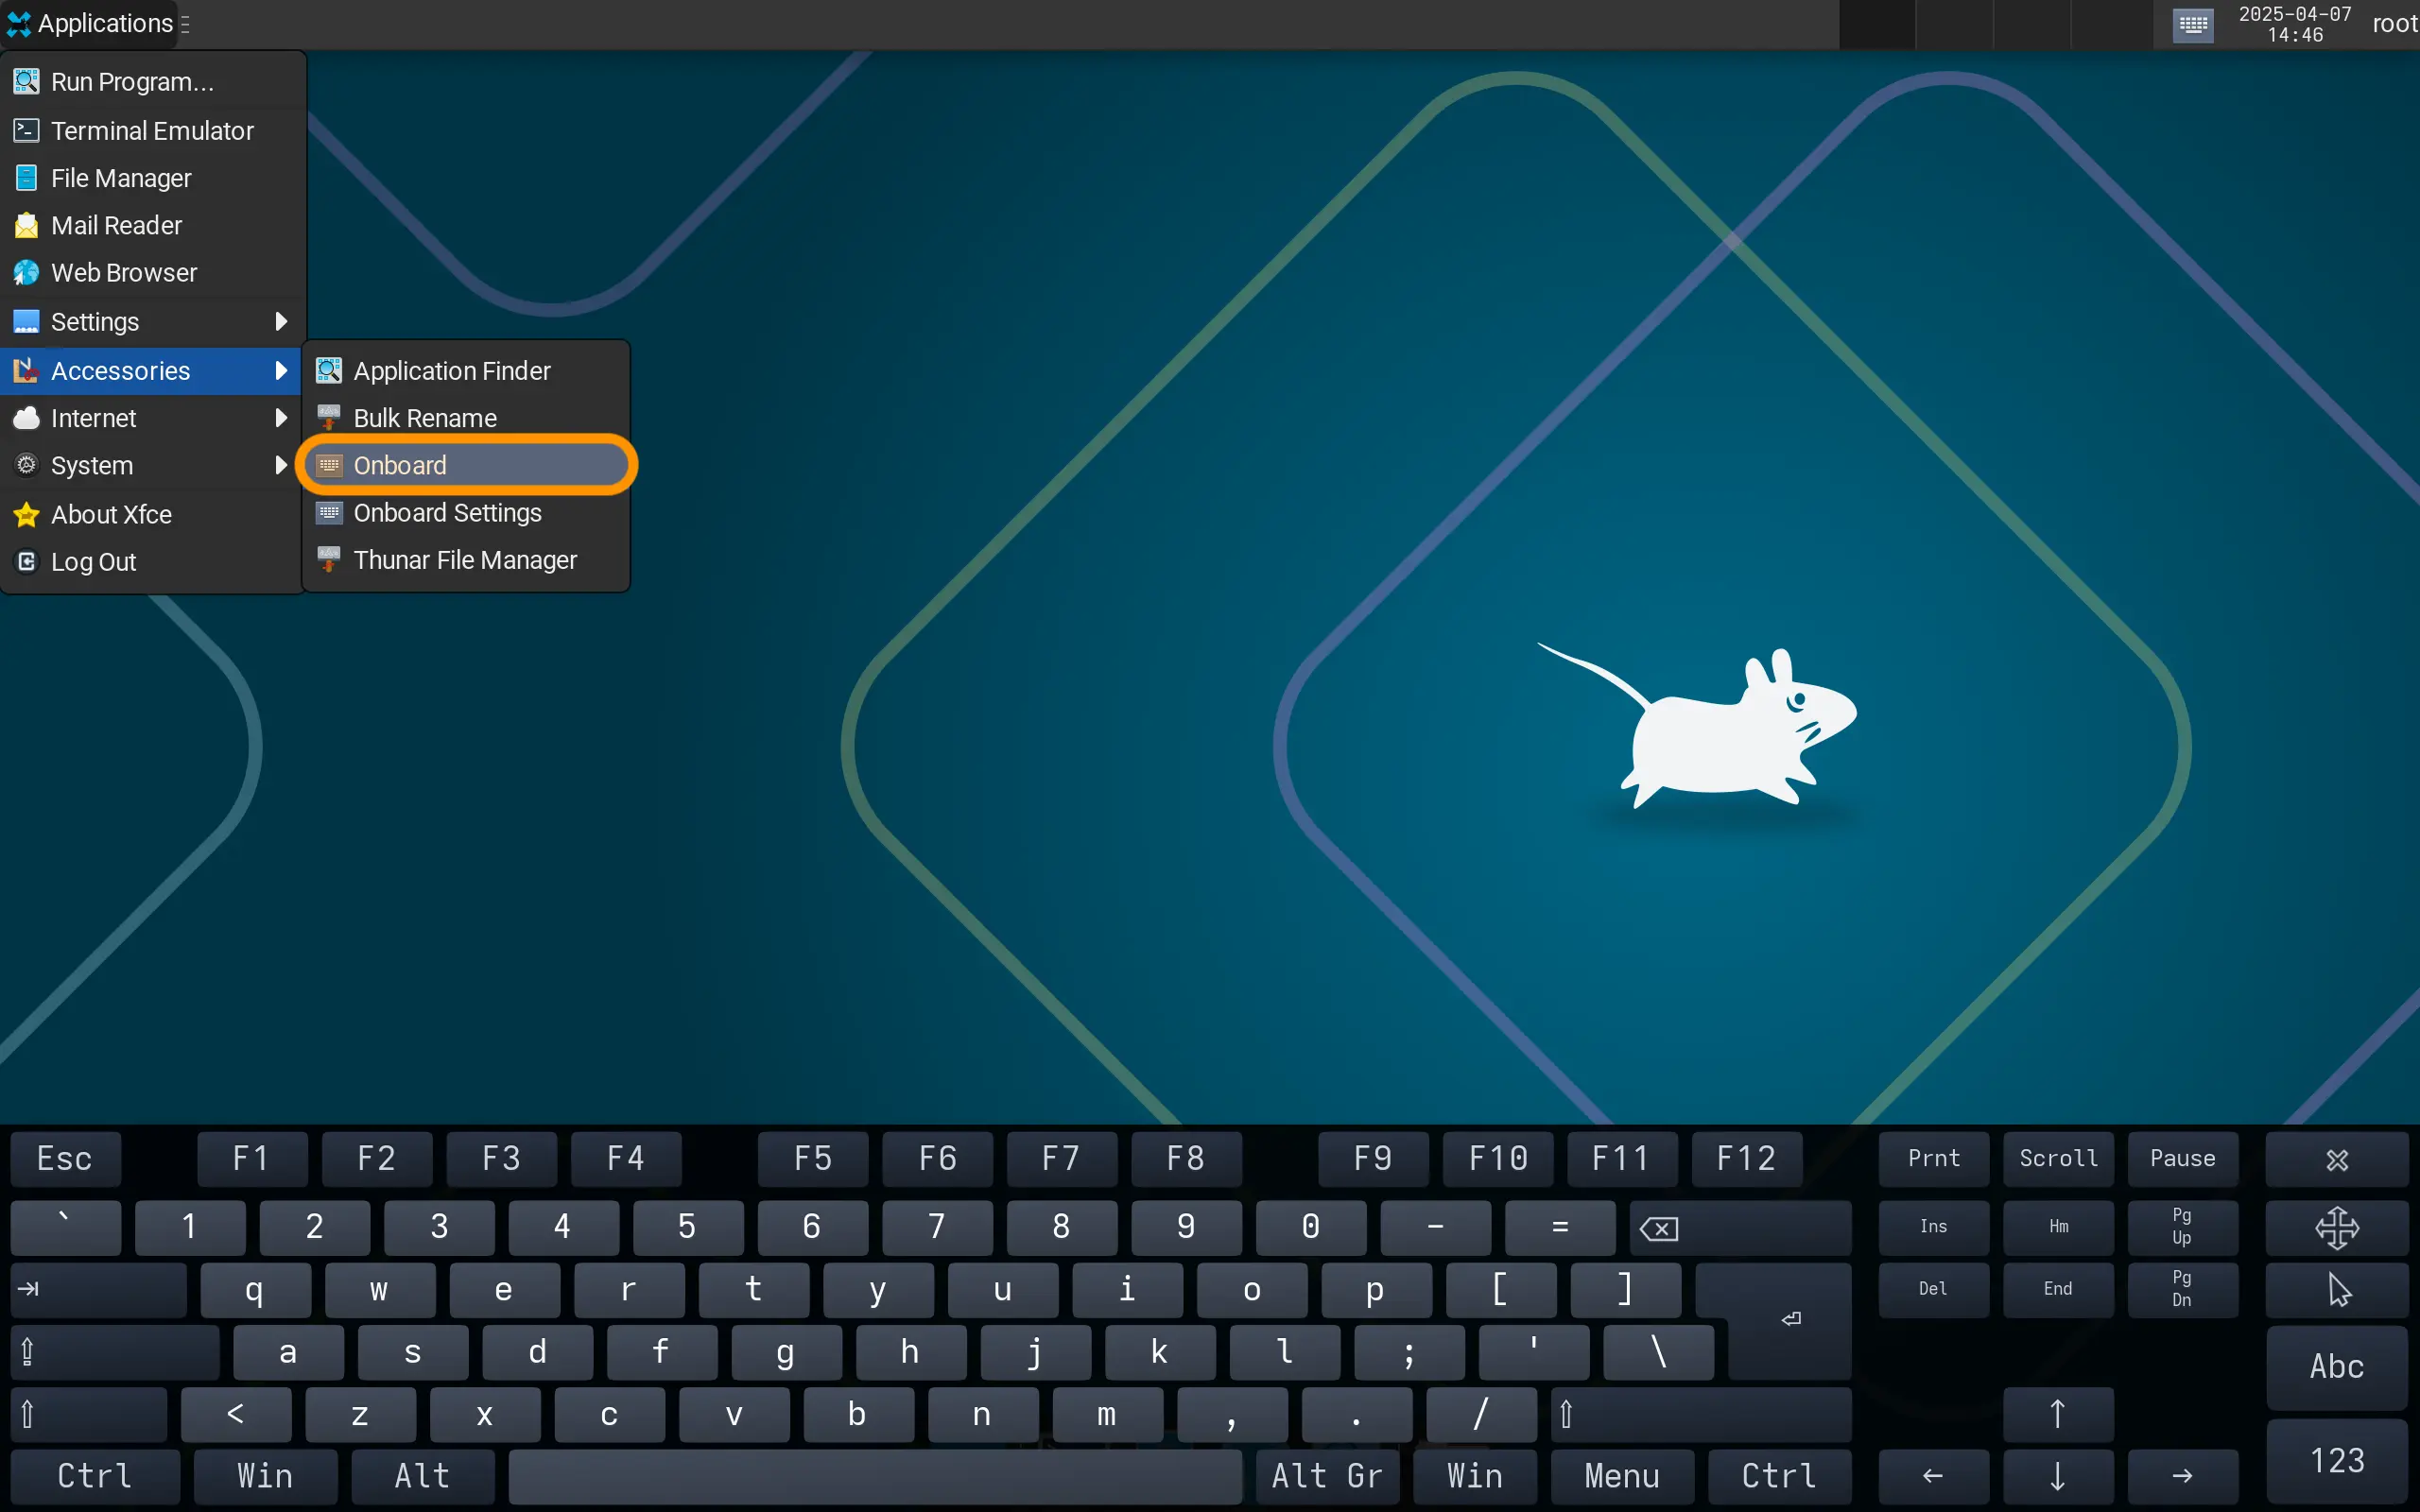 Applications
2025-04-07
14:46
root
Run Program...
Terminal Emulator
File Manager
Mail Reader
Web Browser
Settings
Accessories
Internet
System
About Xfce
Log Out
Application Finder
Bulk Rename
Onboard
Onboard Settings
Thunar File Manager
Esc F1 F2 F3 F4 F5 F6 F7 F8 F9 F10 F11 F12 Prnt Scroll Pause
` 1 2 3 4 5 6 7 8 9 0 - = Ins Hm Pg Up
q w e r t y u i o p [ ] Del End Pg Dn
a s d f g h j k l ; ' \ Abc
< z x c v b n m , . / ↑
Ctrl Win Alt Alt Gr Win Menu Ctrl ← ↓ → 123